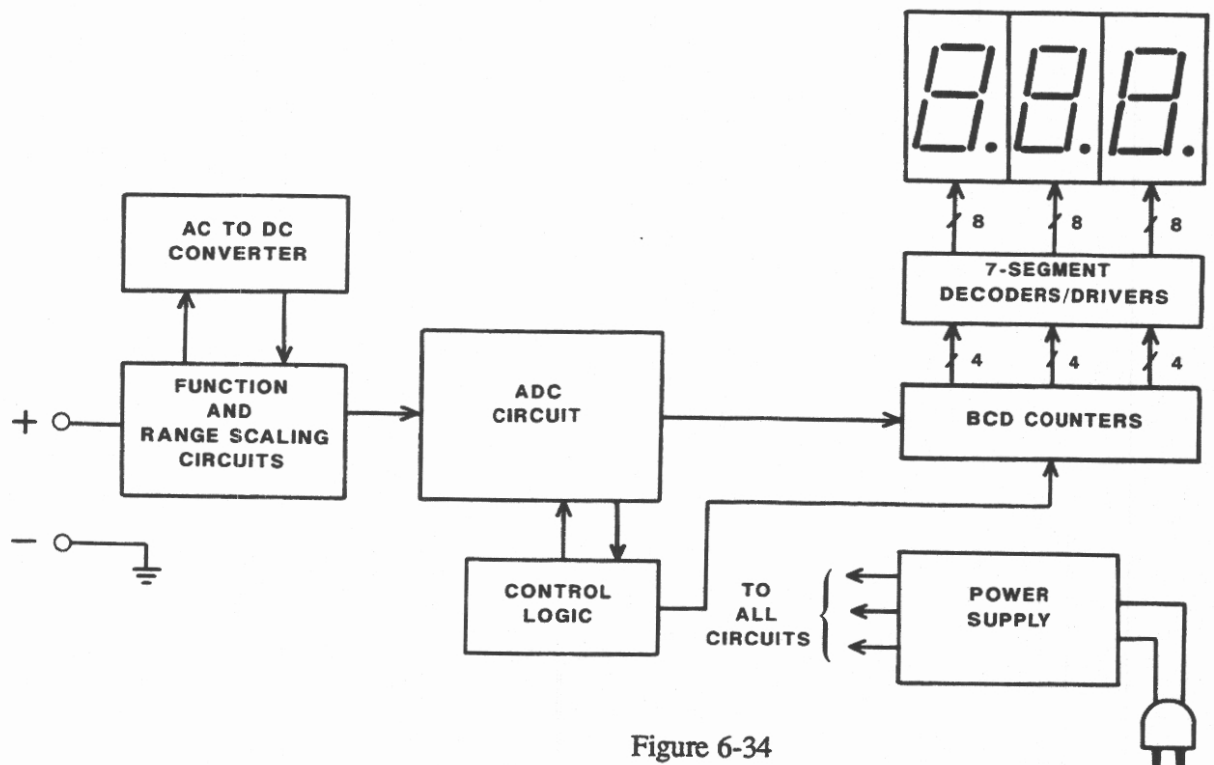 8 8 8
AC TO DC
CONVERTER
7-SEGMENT
DECODERS/DRIVERS
4 4 4
FUNCTION
AND
RANGE SCALING
CIRCUITS
ADC
CIRCUIT
BCD COUNTERS
+
−
CONTROL
LOGIC
TO
ALL
CIRCUITS
POWER
SUPPLY
Figure 6-34